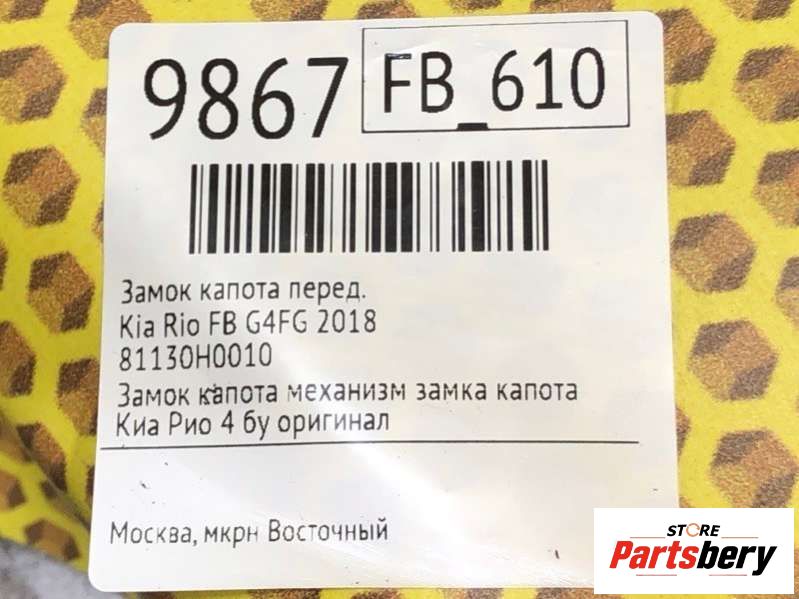 9867 FB_610
Замок капота перед.
Kia Rio FB G4FG 2018
81130H0010
Замок капота механизм замка капота
Киа Рио 4 бу оригинал
Москва, мкрн Восточный
STORE
Partsbery